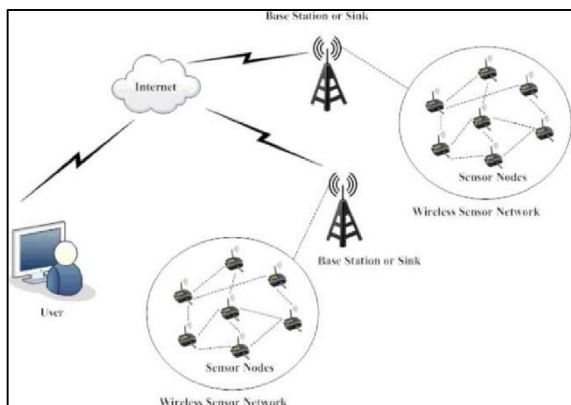 Base Station or Sink
Internet
Sensor Nodes
Wireless Sensor Network
Base Station or Sink
User
Sensor Nodes
Wireless Sensor Network